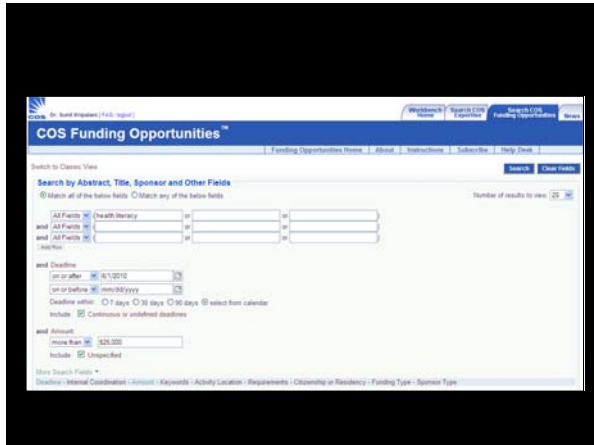 COS Dr. Sunil Kripalani (FAQ / logout)
Workbench Home
Search COS Expertise
Search COS Funding Opportunities
News
COS Funding Opportunities™
Funding Opportunities Home | About | Instructions | Subscribe | Help Desk
Switch to Classic View
Search Clear Fields
Search by Abstract, Title, Sponsor and Other Fields
Match all of the below fields Match any of the below fields
Number of results to view: 25
All Fields ( health literacy or or )
and All Fields ( or or )
and All Fields ( or or )
Add Row
and Deadline
on or after 6/1/2010
on or before mm/dd/yyyy
Deadline within: 7 days 30 days 90 days select from calendar
Include: Continuous or undefined deadlines
and Amount
more than $25,000
Include: Unspecified
More Search Fields
Deadline - Internal Coordination - Amount - Keywords - Activity Location - Requirements - Citizenship or Residency - Funding Type - Sponsor Type